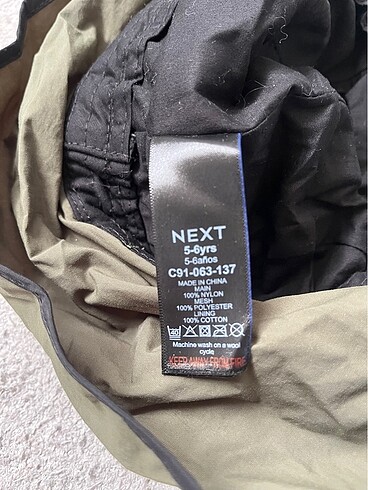 NEXT
5-6yrs
5-6años
C91-063-137
MADE IN CHINA
MAIN
100% NYLON
MESH
100% POLYESTER
LINING
100% COTTON
40
Machine wash on a wool
cycle
KEEP AWAY FROM FIRE